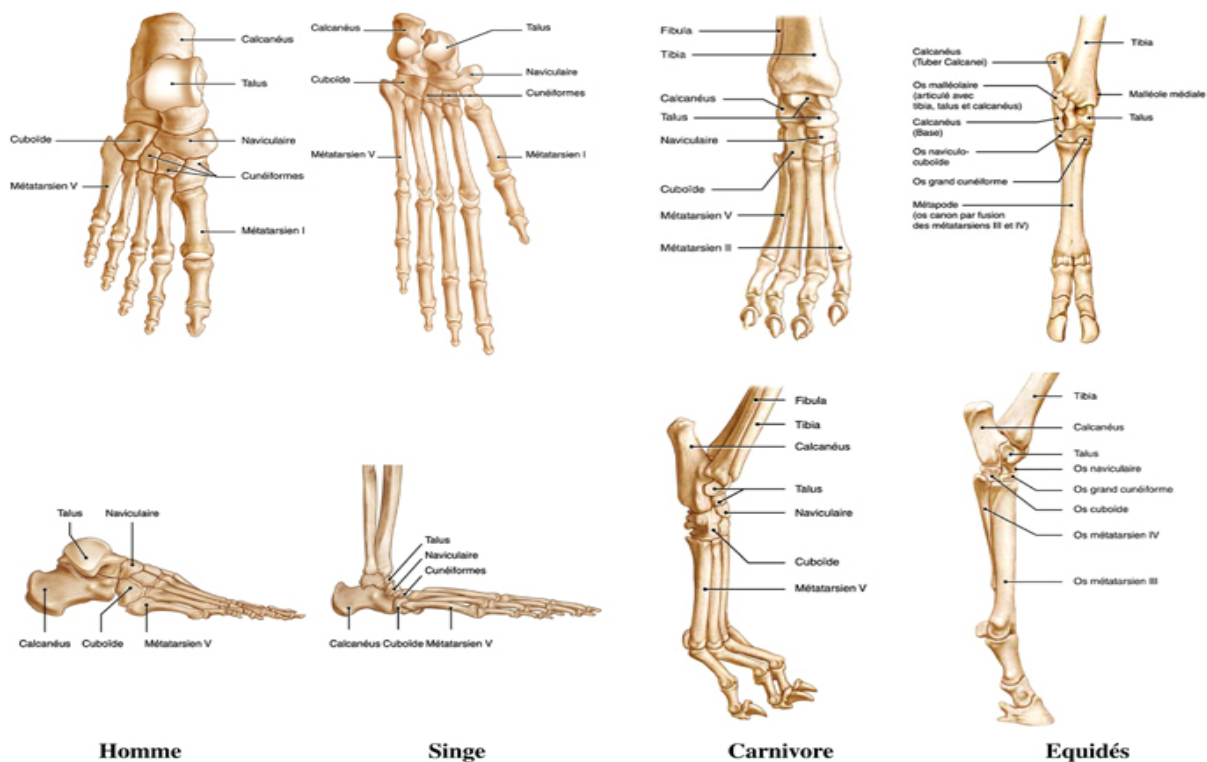 Calcanéus
Talus
Cuboïde
Naviculaire
Cunéiformes
Métatarsien V
Métatarsien I
Calcanéus
Talus
Cuboïde
Naviculaire
Cunéiformes
Métatarsien V
Métatarsien I
Fibula
Tibia
Calcanéus
Talus
Naviculaire
Cuboïde
Métatarsien V
Métatarsien II
Calcanéus
(Tuber Calcanei)
Os malléolaire
(articulé avec
tibia, talus et calcanéus)
Calcanéus
(Base)
Os naviculo-
cuboïde
Métapode
(os canon par fusion
des métatarsiens III et IV)
Tibia
Malléole médiale
Talus
Os grand cunéiforme
Talus
Naviculaire
Calcanéus
Cuboïde
Métatarsien V
Talus
Naviculaire
Cunéiformes
Calcanéus Cuboïde Métatarsien V
Fibula
Tibia
Calcanéus
Talus
Naviculaire
Cuboïde
Métatarsien V
Tibia
Calcanéus
Talus
Os naviculaire
Os grand cunéiforme
Os cuboïde
Os métatarsien IV
Os métatarsien III
Homme
Singe
Carnivore
Equidés